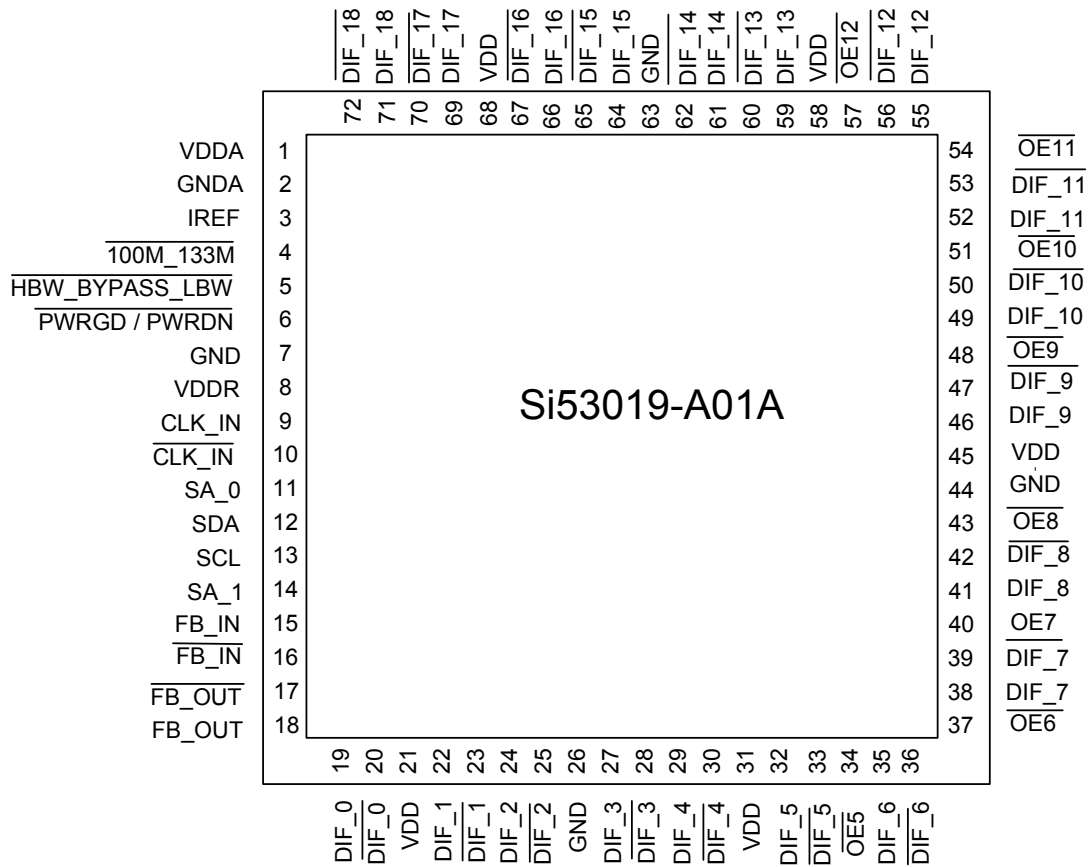 DIF_18
DIF_18
DIF_17
DIF_17
VDD
DIF_16
DIF_16
DIF_15
DIF_15
GND
DIF_14
DIF_14
DIF_13
DIF_13
VDD
OE12
DIF_12
DIF_12
72
71
70
69
68
67
66
65
64
63
62
61
60
59
58
57
56
55
VDDA 1
GNDA 2
IREF 3
100M_133M 4
HBW_BYPASS_LBW 5
PWRGD / PWRDN 6
GND 7
VDDR 8
CLK_IN 9
CLK_IN 10
SA_0 11
SDA 12
SCL 13
SA_1 14
FB_IN 15
FB_IN 16
FB_OUT 17
FB_OUT 18
Si53019-A01A
54 OE11
53 DIF_11
52 DIF_11
51 OE10
50 DIF_10
49 DIF_10
48 OE9
47 DIF_9
46 DIF_9
45 VDD
44 GND
43 OE8
42 DIF_8
41 DIF_8
40 OE7
39 DIF_7
38 DIF_7
37 OE6
19
20
21
22
23
24
25
26
27
28
29
30
31
32
33
34
35
36
DIF_0
DIF_0
VDD
DIF_1
DIF_1
DIF_2
DIF_2
GND
DIF_3
DIF_3
DIF_4
DIF_4
VDD
DIF_5
DIF_5
OE5
DIF_6
DIF_6